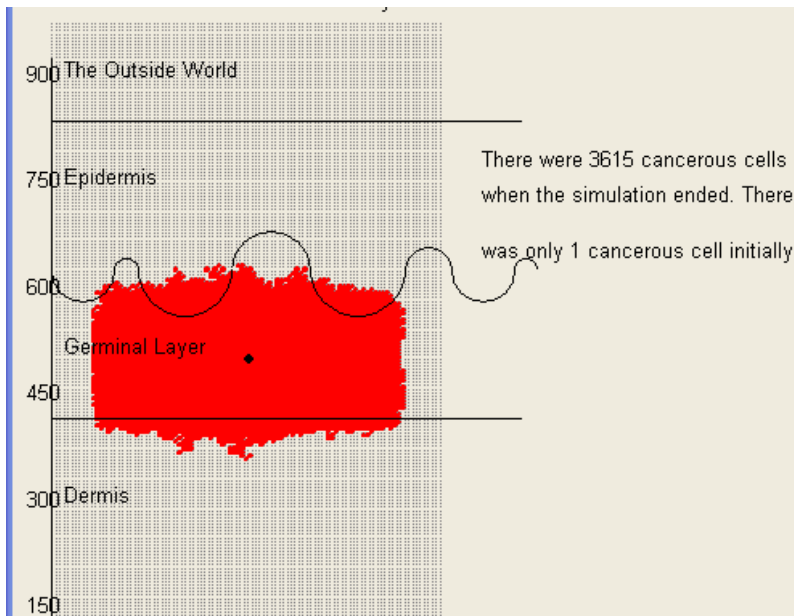 900 The Outside World
750 Epidermis
There were 3615 cancerous cells
when the simulation ended. There
600
was only 1 cancerous cell initially
Germinal Layer
450
300 Dermis
150